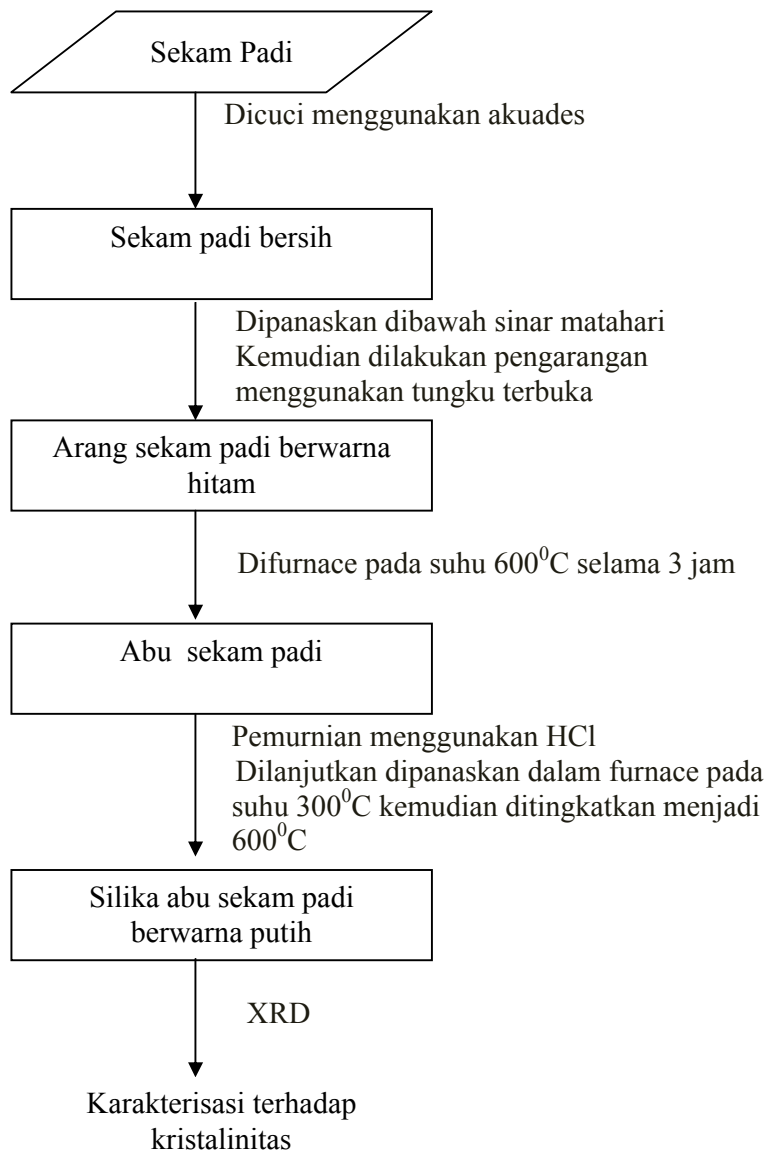 Sekam Padi
Dicuci menggunakan akuades
Sekam padi bersih
Dipanaskan dibawah sinar matahari
Kemudian dilakukan pengarangan
menggunakan tungku terbuka
Arang sekam padi berwarna
hitam
Difurnace pada suhu 600⁰C selama 3 jam
Abu sekam padi
Pemurnian menggunakan HCl
Dilanjutkan dipanaskan dalam furnace pada
suhu 300⁰C kemudian ditingkatkan menjadi
600⁰C
Silika abu sekam padi
berwarna putih
XRD
Karakterisasi terhadap
kristalinitas